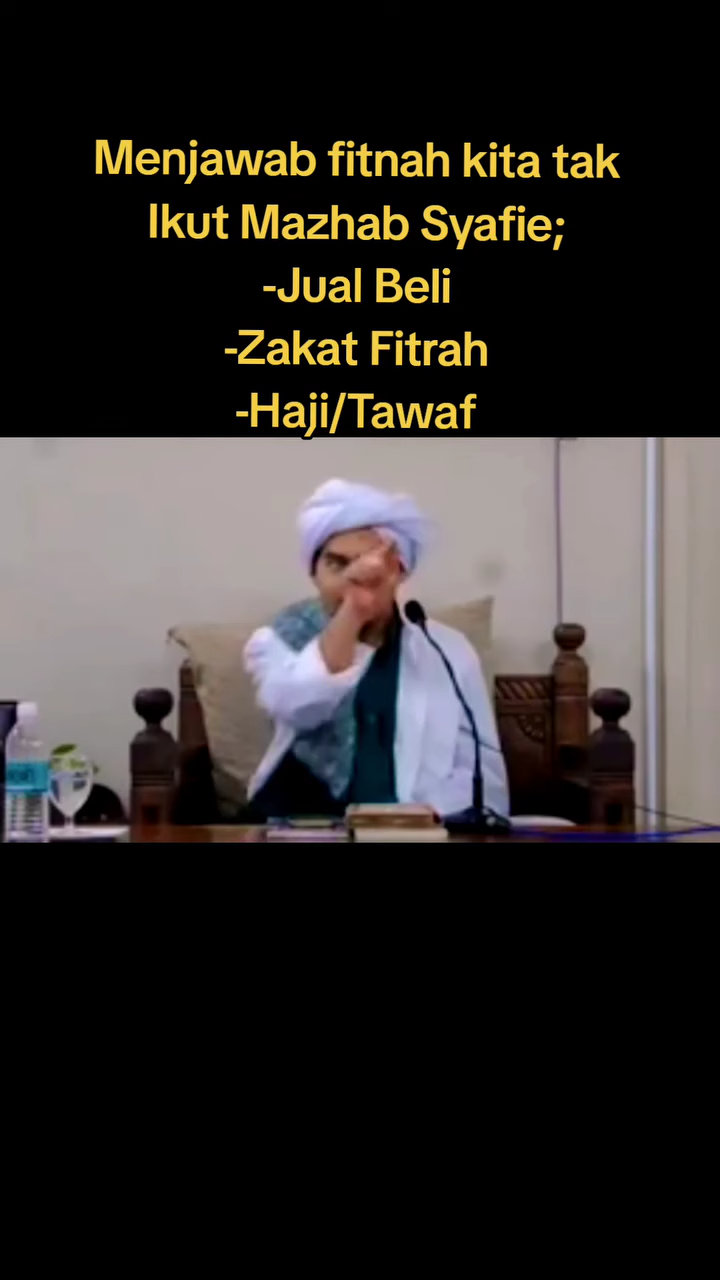 Menjawab fitnah kita tak
Ikut Mazhab Syafie;
-Jual Beli
-Zakat Fitrah
-Haji/Tawaf